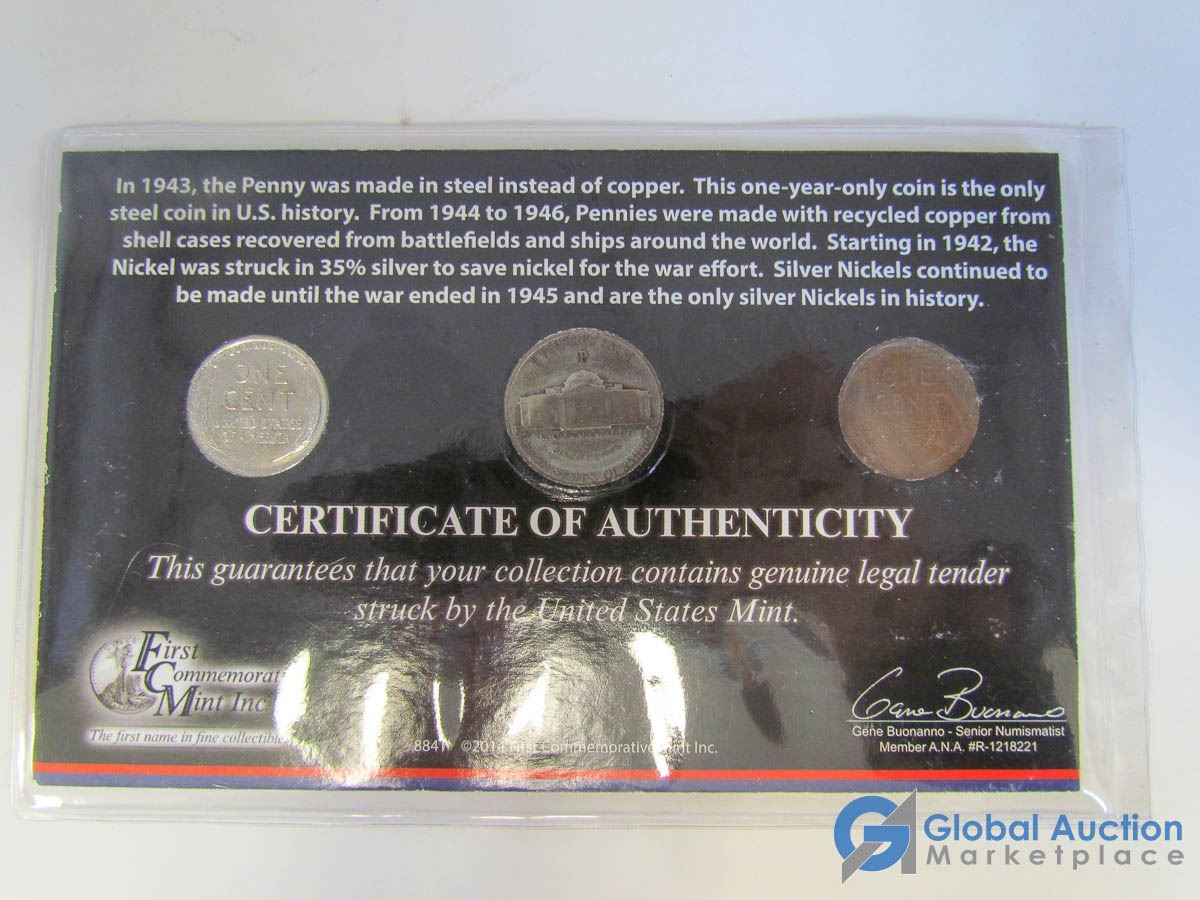 In 1943, the Penny was made in steel instead of copper. This one-year-only coin is the only
steel coin in U.S. history. From 1944 to 1946, Pennies were made with recycled copper from
shell cases recovered from battlefields and ships around the world. Starting in 1942, the
Nickel was struck in 35% silver to save nickel for the war effort. Silver Nickels continued to
be made until the war ended in 1945 and are the only silver Nickels in history.
ONE
CENT
UNITED STATES
OF AMERICA
P
ONE
CENT
CERTIFICATE OF AUTHENTICITY
This guarantees that your collection contains genuine legal tender
struck by the United States Mint.
First
Commemorati
Mint Inc
The first name in fine collectible
8841 ©2014 First Commemorative Mint Inc.
Gene Buonanno
Gene Buonanno - Senior Numismatist
Member A.N.A. #R-1218221
Global Auction
Marketplace